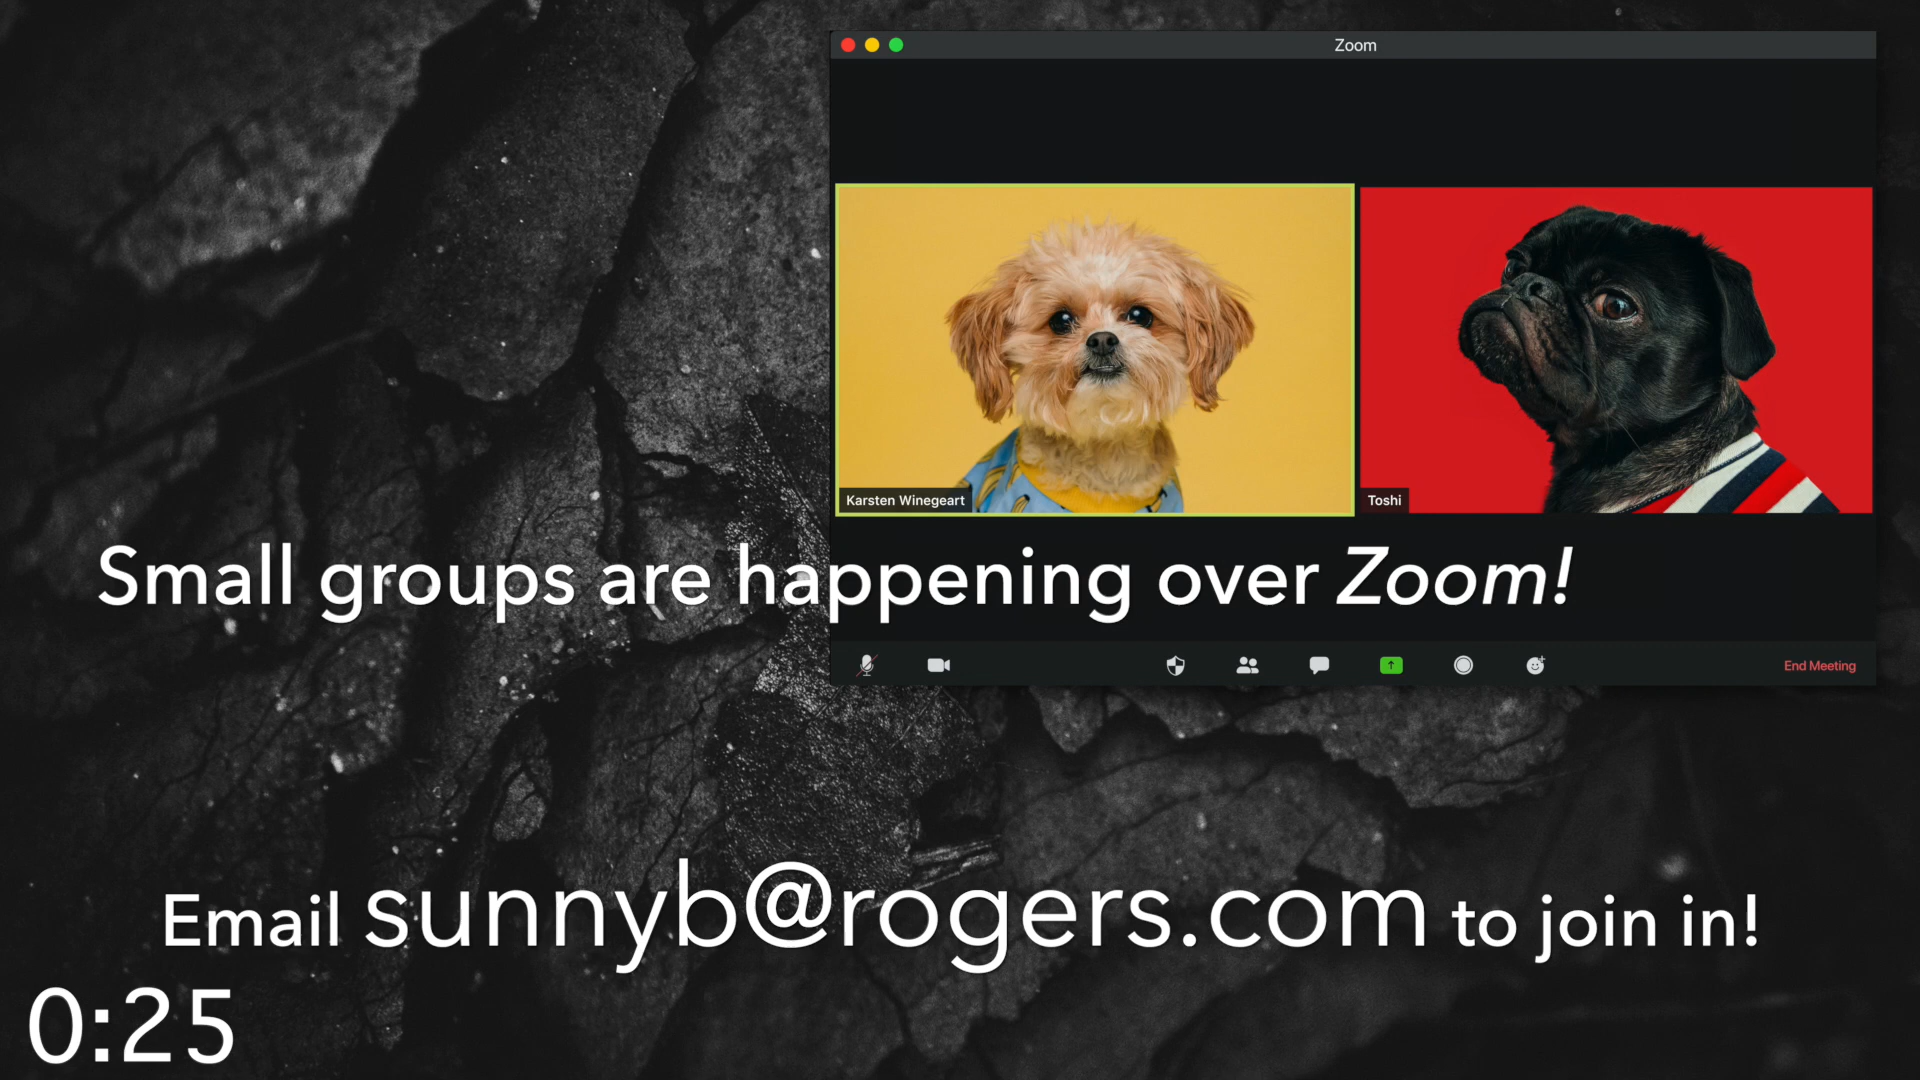 Zoom
Karsten Winegeart
Toshi
Small groups are happening over Zoom!
End Meeting
Email sunnyb@rogers.com to join in!
0:25